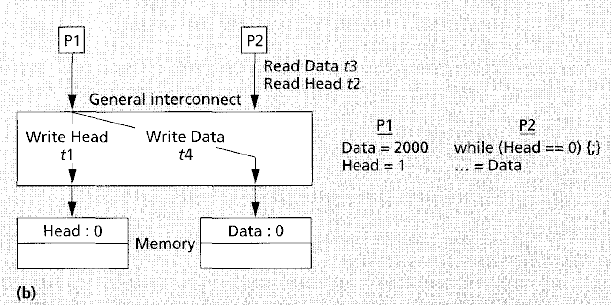 P1
P2
Read Data t3
Read Head t2
General interconnect
Write Head
t1
Write Data
t4
P1
Data = 2000
Head = 1
P2
while (Head == 0) {;}
... = Data
Head : 0
Memory
Data : 0
(b)